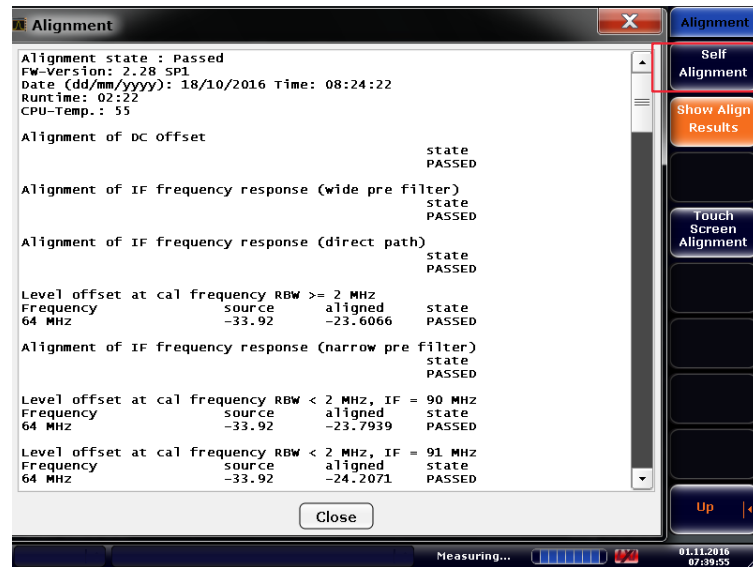 Alignment
Alignment state : Passed
FW-Version: 2.28 SP1
Date (dd/mm/yyyy): 18/10/2016 Time: 08:24:22
Runtime: 02:22
CPU-Temp.: 55
Alignment of DC Offset
state
PASSED
Alignment of IF frequency response (wide pre filter)
state
PASSED
Alignment of IF frequency response (direct path)
state
PASSED
Level offset at cal frequency RBW >= 2 MHz
Frequency source aligned state
64 MHz -33.92 -23.6066 PASSED
Alignment of IF frequency response (narrow pre filter)
state
PASSED
Level offset at cal frequency RBW < 2 MHz, IF = 90 MHz
Frequency source aligned state
64 MHz -33.92 -23.7939 PASSED
Level offset at cal frequency RBW < 2 MHz, IF = 91 MHz
Frequency source aligned state
64 MHz -33.92 -24.2071 PASSED
Close
Alignment
Self
Alignment
Show Align
Results
Touch
Screen
Alignment
Up
Measuring...
01.11.2016
07:39:55